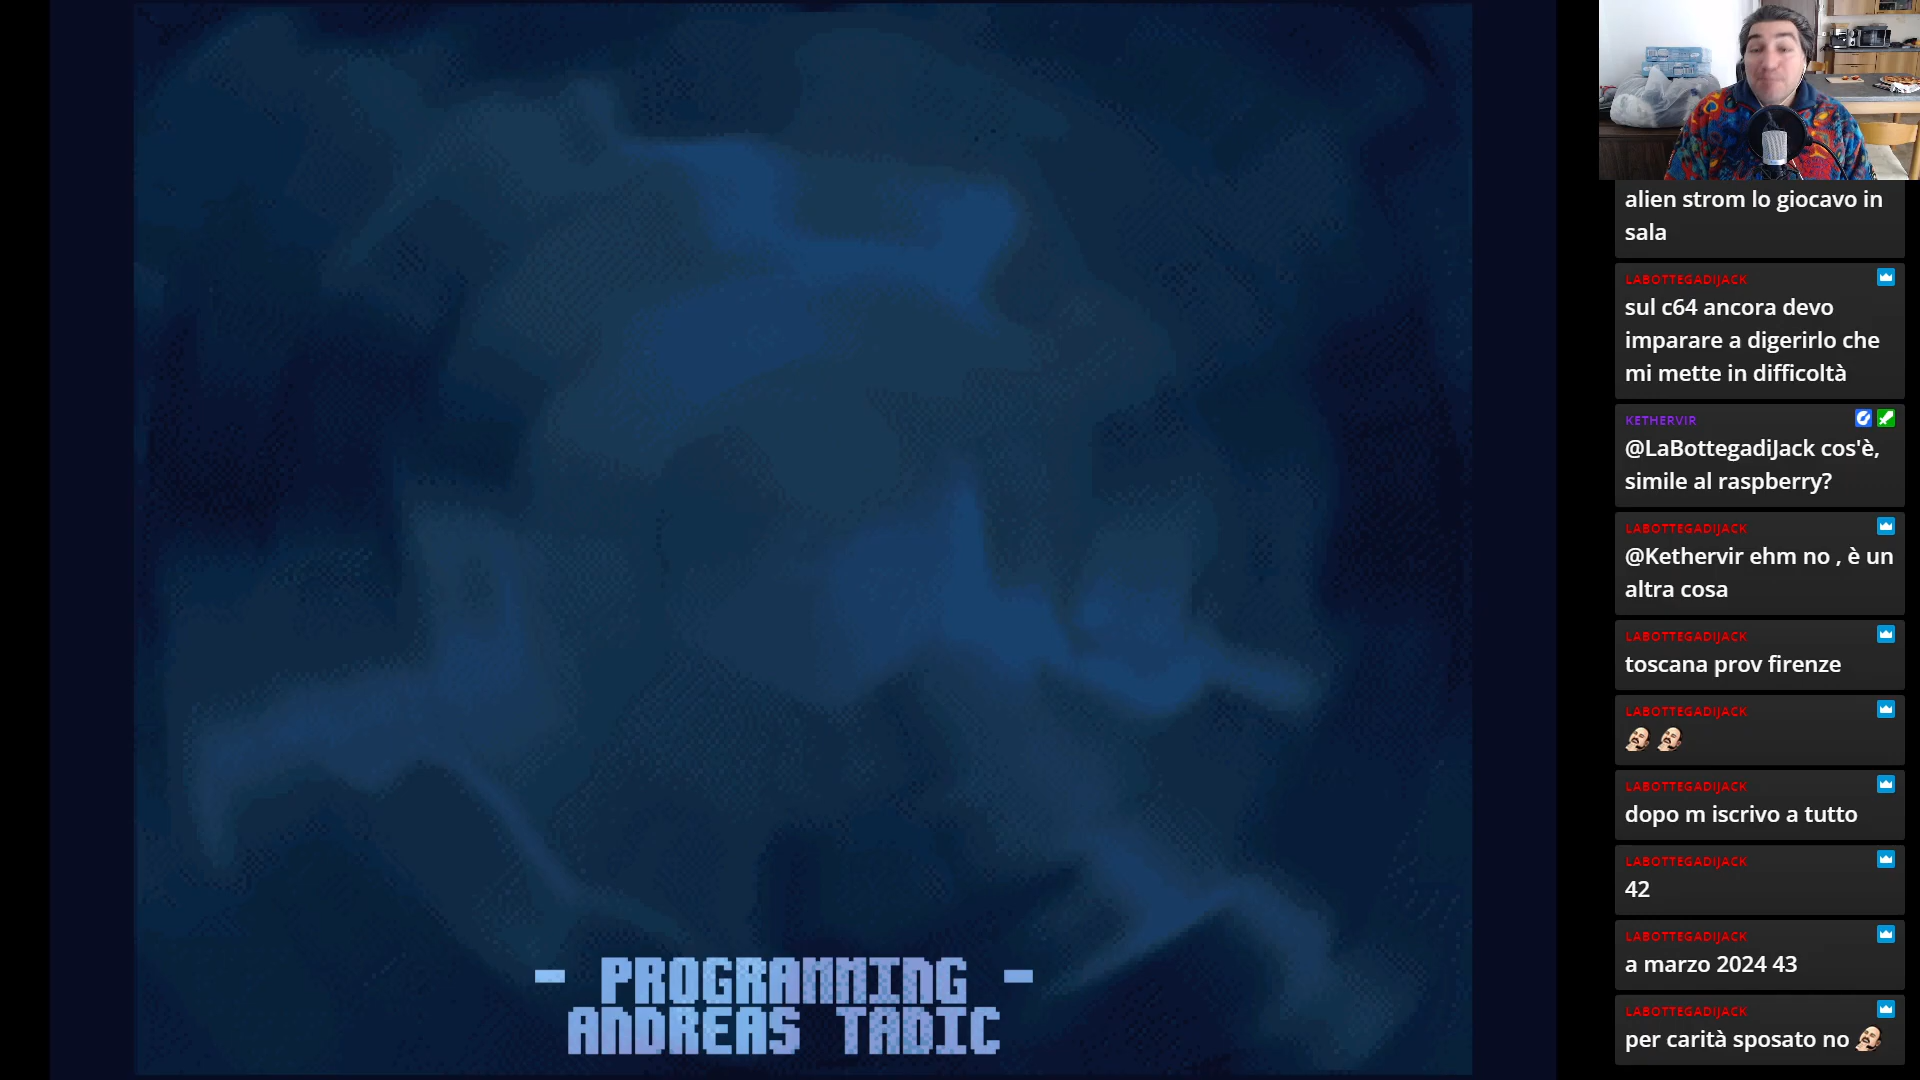 - PROGRAMMING -
ANDREAS TADIC
alien strom lo giocavo in
sala
LABOTTEGADIJACK
sul c64 ancora devo
imparare a digerirlo che
mi mette in difficoltà
KETHERVIR
@LaBottegadiJack cos'è,
simile al raspberry?
LABOTTEGADIJACK
@Kethervir ehm no , è un
altra cosa
LABOTTEGADIJACK
toscana prov firenze
LABOTTEGADIJACK
LABOTTEGADIJACK
dopo m iscrivo a tutto
LABOTTEGADIJACK
42
LABOTTEGADIJACK
a marzo 2024 43
LABOTTEGADIJACK
per carità sposato no